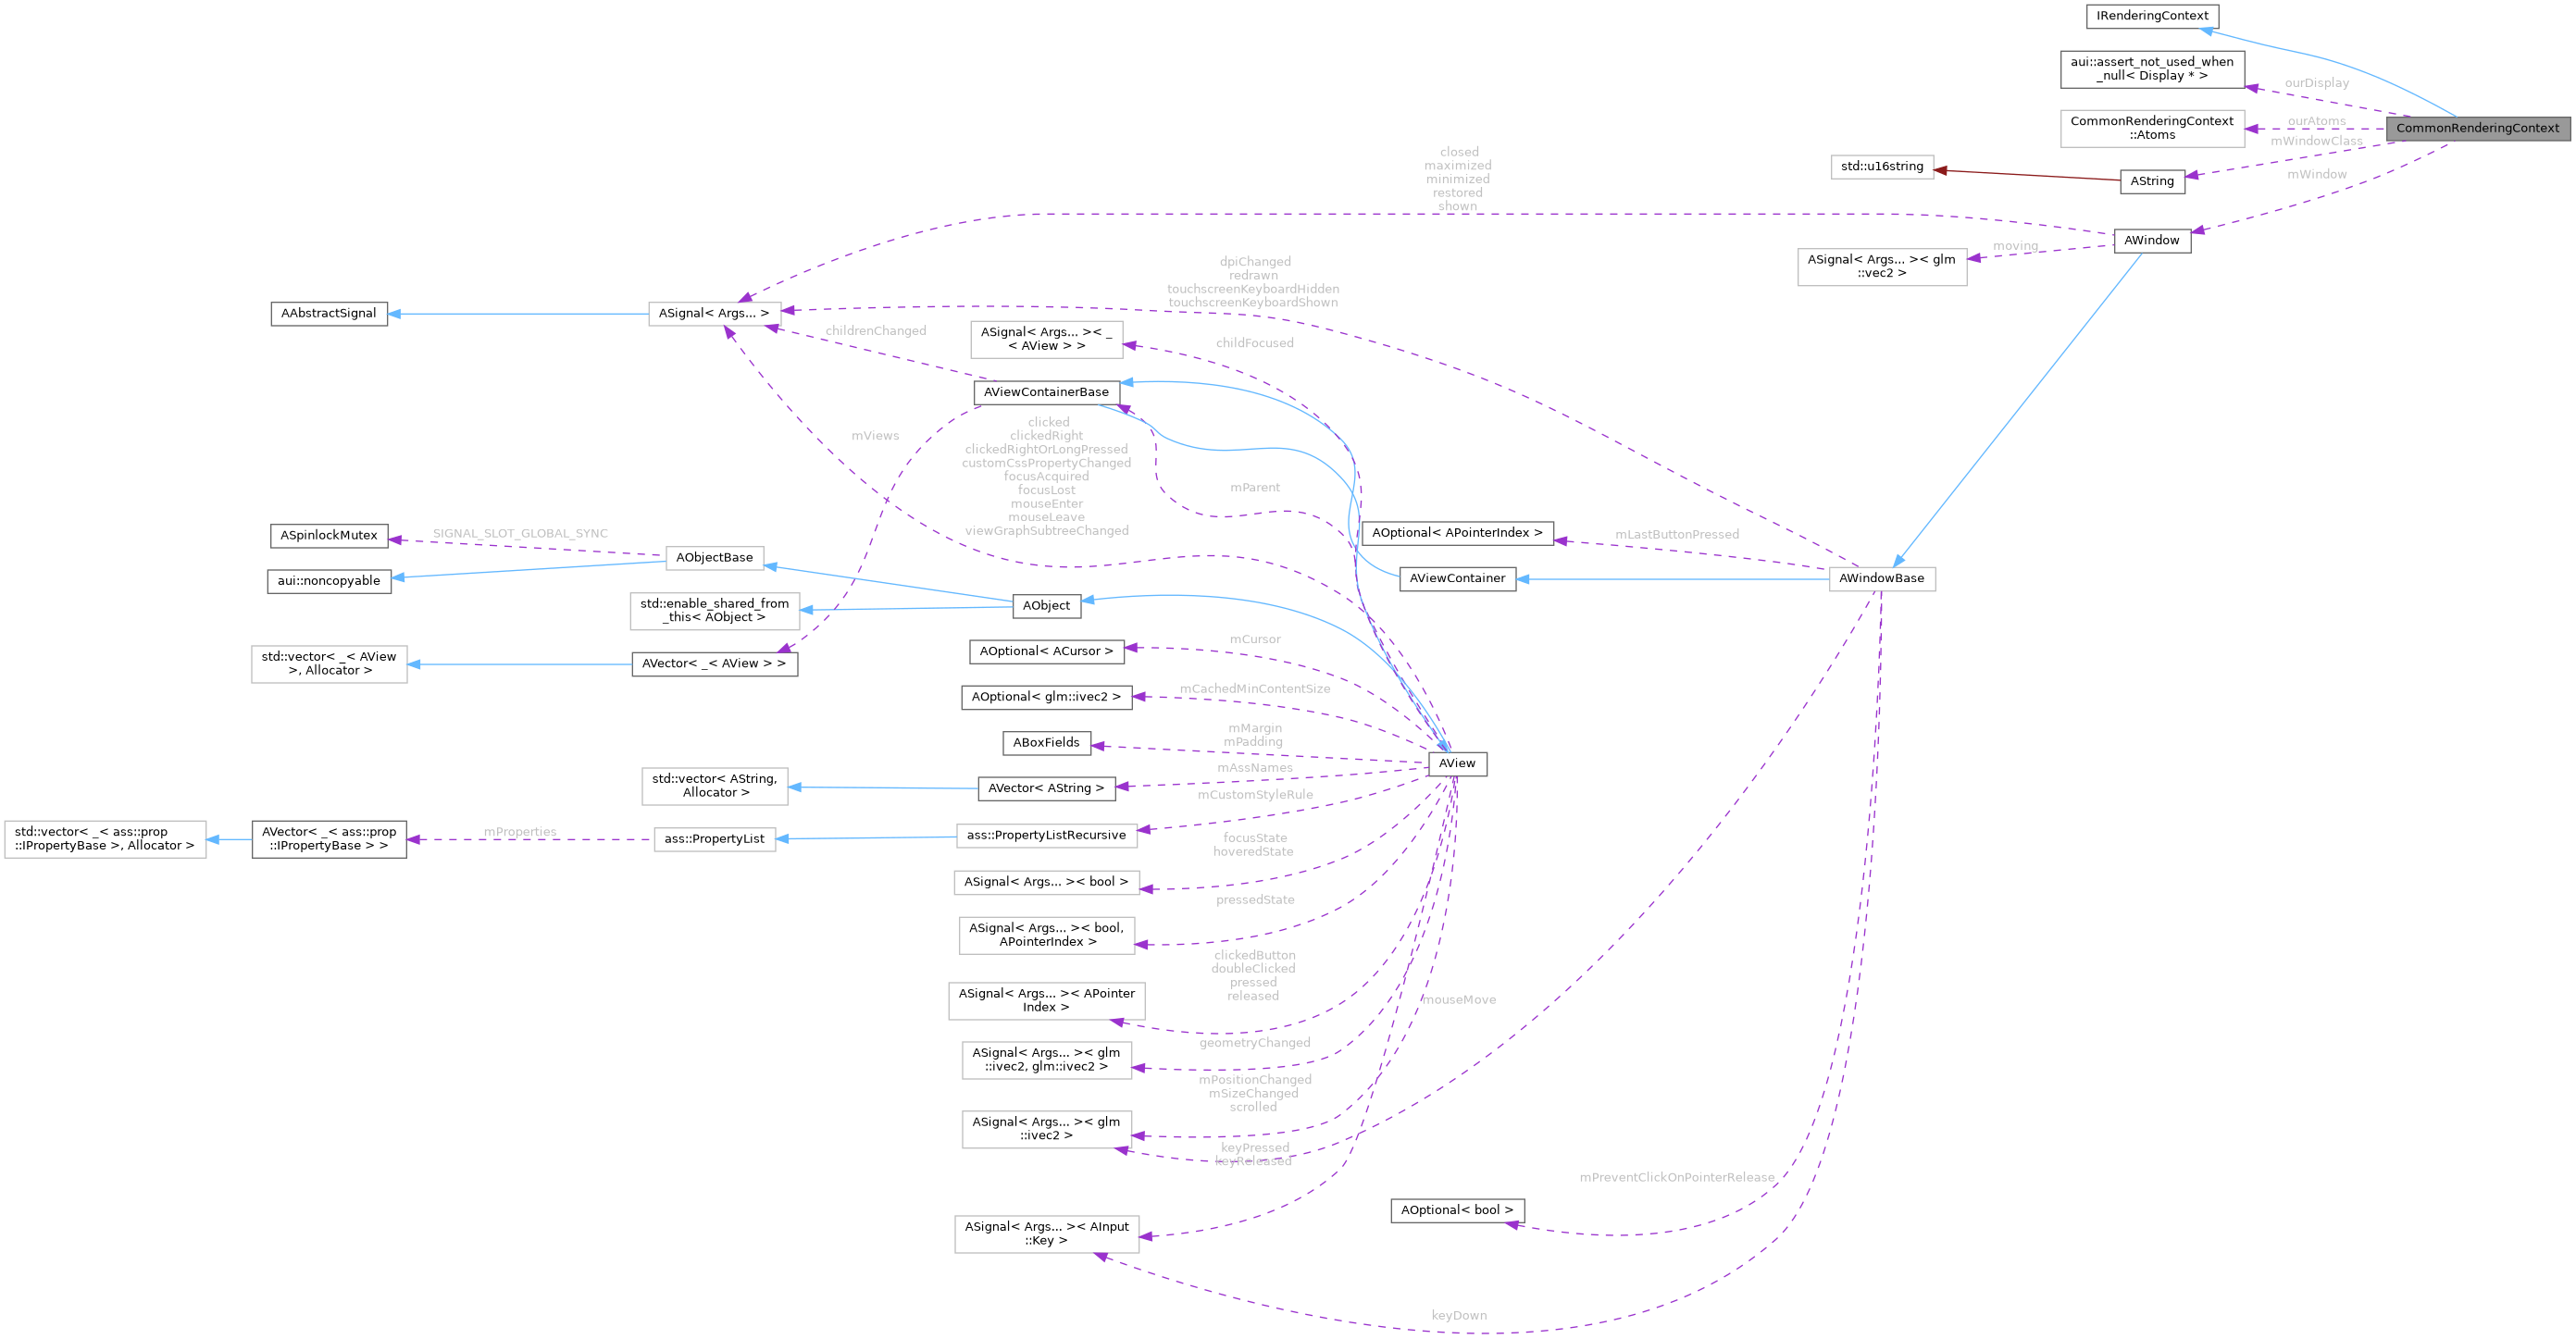 IRenderingContext
aui::assert_not_used_when
_null< Display * >
ourDisplay
CommonRenderingContext
::Atoms
ourAtoms
CommonRenderingContext
mWindowClass
std::u16string
AString
mWindow
closed
maximized
minimized
restored
shown
AWindow
moving
ASignal< Args... >< glm
::vec2 >
dpiChanged
redrawn
touchscreenKeyboardHidden
touchscreenKeyboardShown
AAbstractSignal
ASignal< Args... >
childrenChanged
ASignal< Args... >< _
< AView > >
childFocused
AViewContainerBase
mViews
clicked
clickedRight
clickedRightOrLongPressed
customCssPropertyChanged
focusAcquired
focusLost
mouseEnter
mouseLeave
viewGraphSubtreeChanged
mParent
ASpinlockMutex
SIGNAL_SLOT_GLOBAL_SYNC
AObjectBase
aui::noncopyable
AOptional< APointerIndex >
mLastButtonPressed
AViewContainer
AWindowBase
std::enable_shared_from
_this< AObject >
AObject
std::vector< _< AView
>, Allocator >
AVector< _< AView > >
AOptional< ACursor >
mCursor
AOptional< glm::ivec2 >
mCachedMinContentSize
ABoxFields
mMargin
mPadding
AView
std::vector< AString,
Allocator >
AVector< AString >
mAssNames
mCustomStyleRule
std::vector< _< ass::prop
::IPropertyBase >, Allocator >
AVector< _< ass::prop
::IPropertyBase > >
mProperties
ass::PropertyList
ass::PropertyListRecursive
focusState
hoveredState
ASignal< Args... >< bool >
pressedState
ASignal< Args... >< bool,
APointerIndex >
clickedButton
doubleClicked
pressed
released
ASignal< Args... >< APointer
Index >
mouseMove
geometryChanged
ASignal< Args... >< glm
::ivec2, glm::ivec2 >
mPositionChanged
mSizeChanged
scrolled
ASignal< Args... >< glm
::ivec2 >
keyPressed
keyReleased
mPreventClickOnPointerRelease
AOptional< bool >
ASignal< Args... >< AInput
::Key >
keyDown